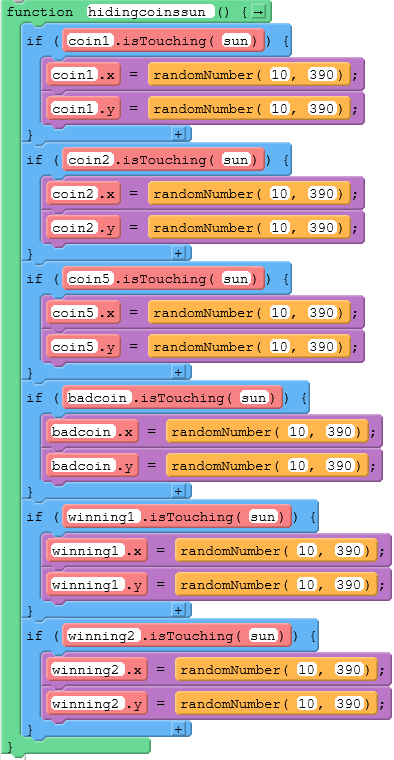 function hidingcoinssun () { →
if ( coin1.isTouching( sun) ) {
coin1.x = randomNumber( 10, 390) ;
coin1.y = randomNumber( 10, 390) ;
} +
if ( coin2.isTouching( sun) ) {
coin2.x = randomNumber( 10, 390) ;
coin2.y = randomNumber( 10, 390) ;
} +
if ( coin5.isTouching( sun) ) {
coin5.x = randomNumber( 10, 390) ;
coin5.y = randomNumber( 10, 390) ;
} +
if ( badcoin.isTouching( sun) ) {
badcoin.x = randomNumber( 10, 390) ;
badcoin.y = randomNumber( 10, 390) ;
} +
if ( winning1.isTouching( sun) ) {
winning1.x = randomNumber( 10, 390) ;
winning1.y = randomNumber( 10, 390) ;
} +
if ( winning2.isTouching( sun) ) {
winning2.x = randomNumber( 10, 390) ;
winning2.y = randomNumber( 10, 390) ;
} +
}